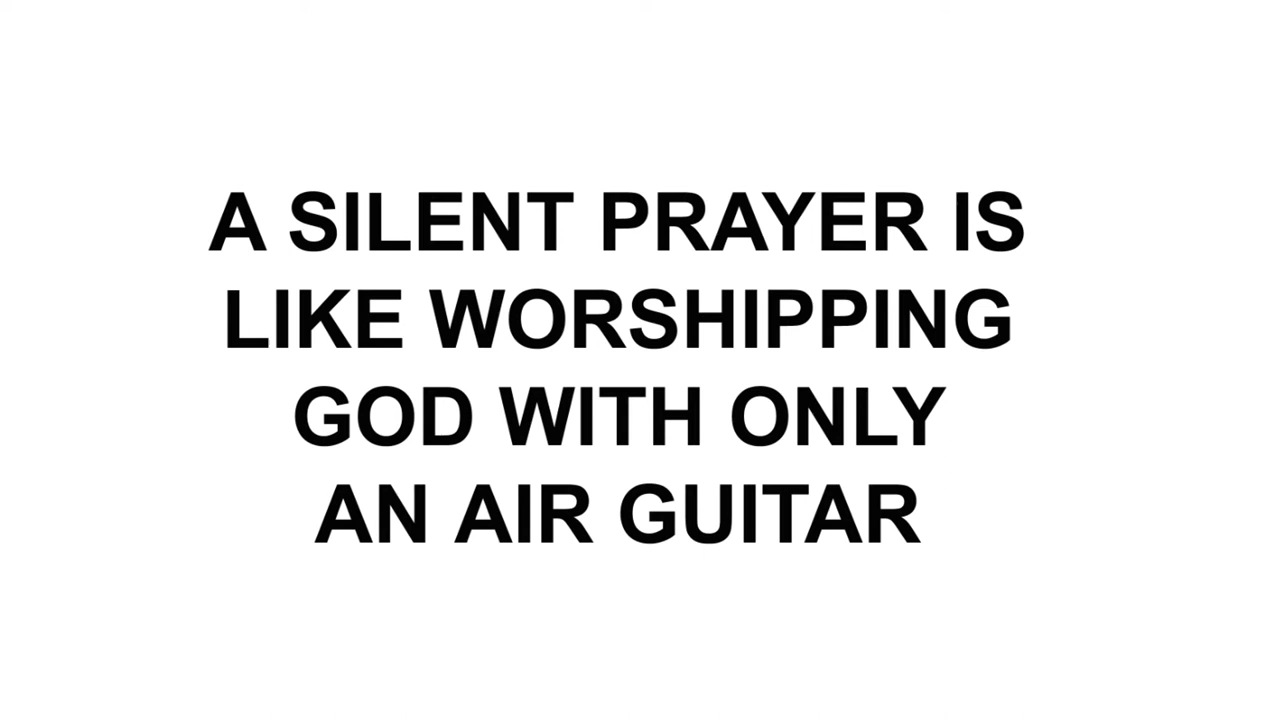 A SILENT PRAYER IS
LIKE WORSHIPPING
GOD WITH ONLY
AN AIR GUITAR